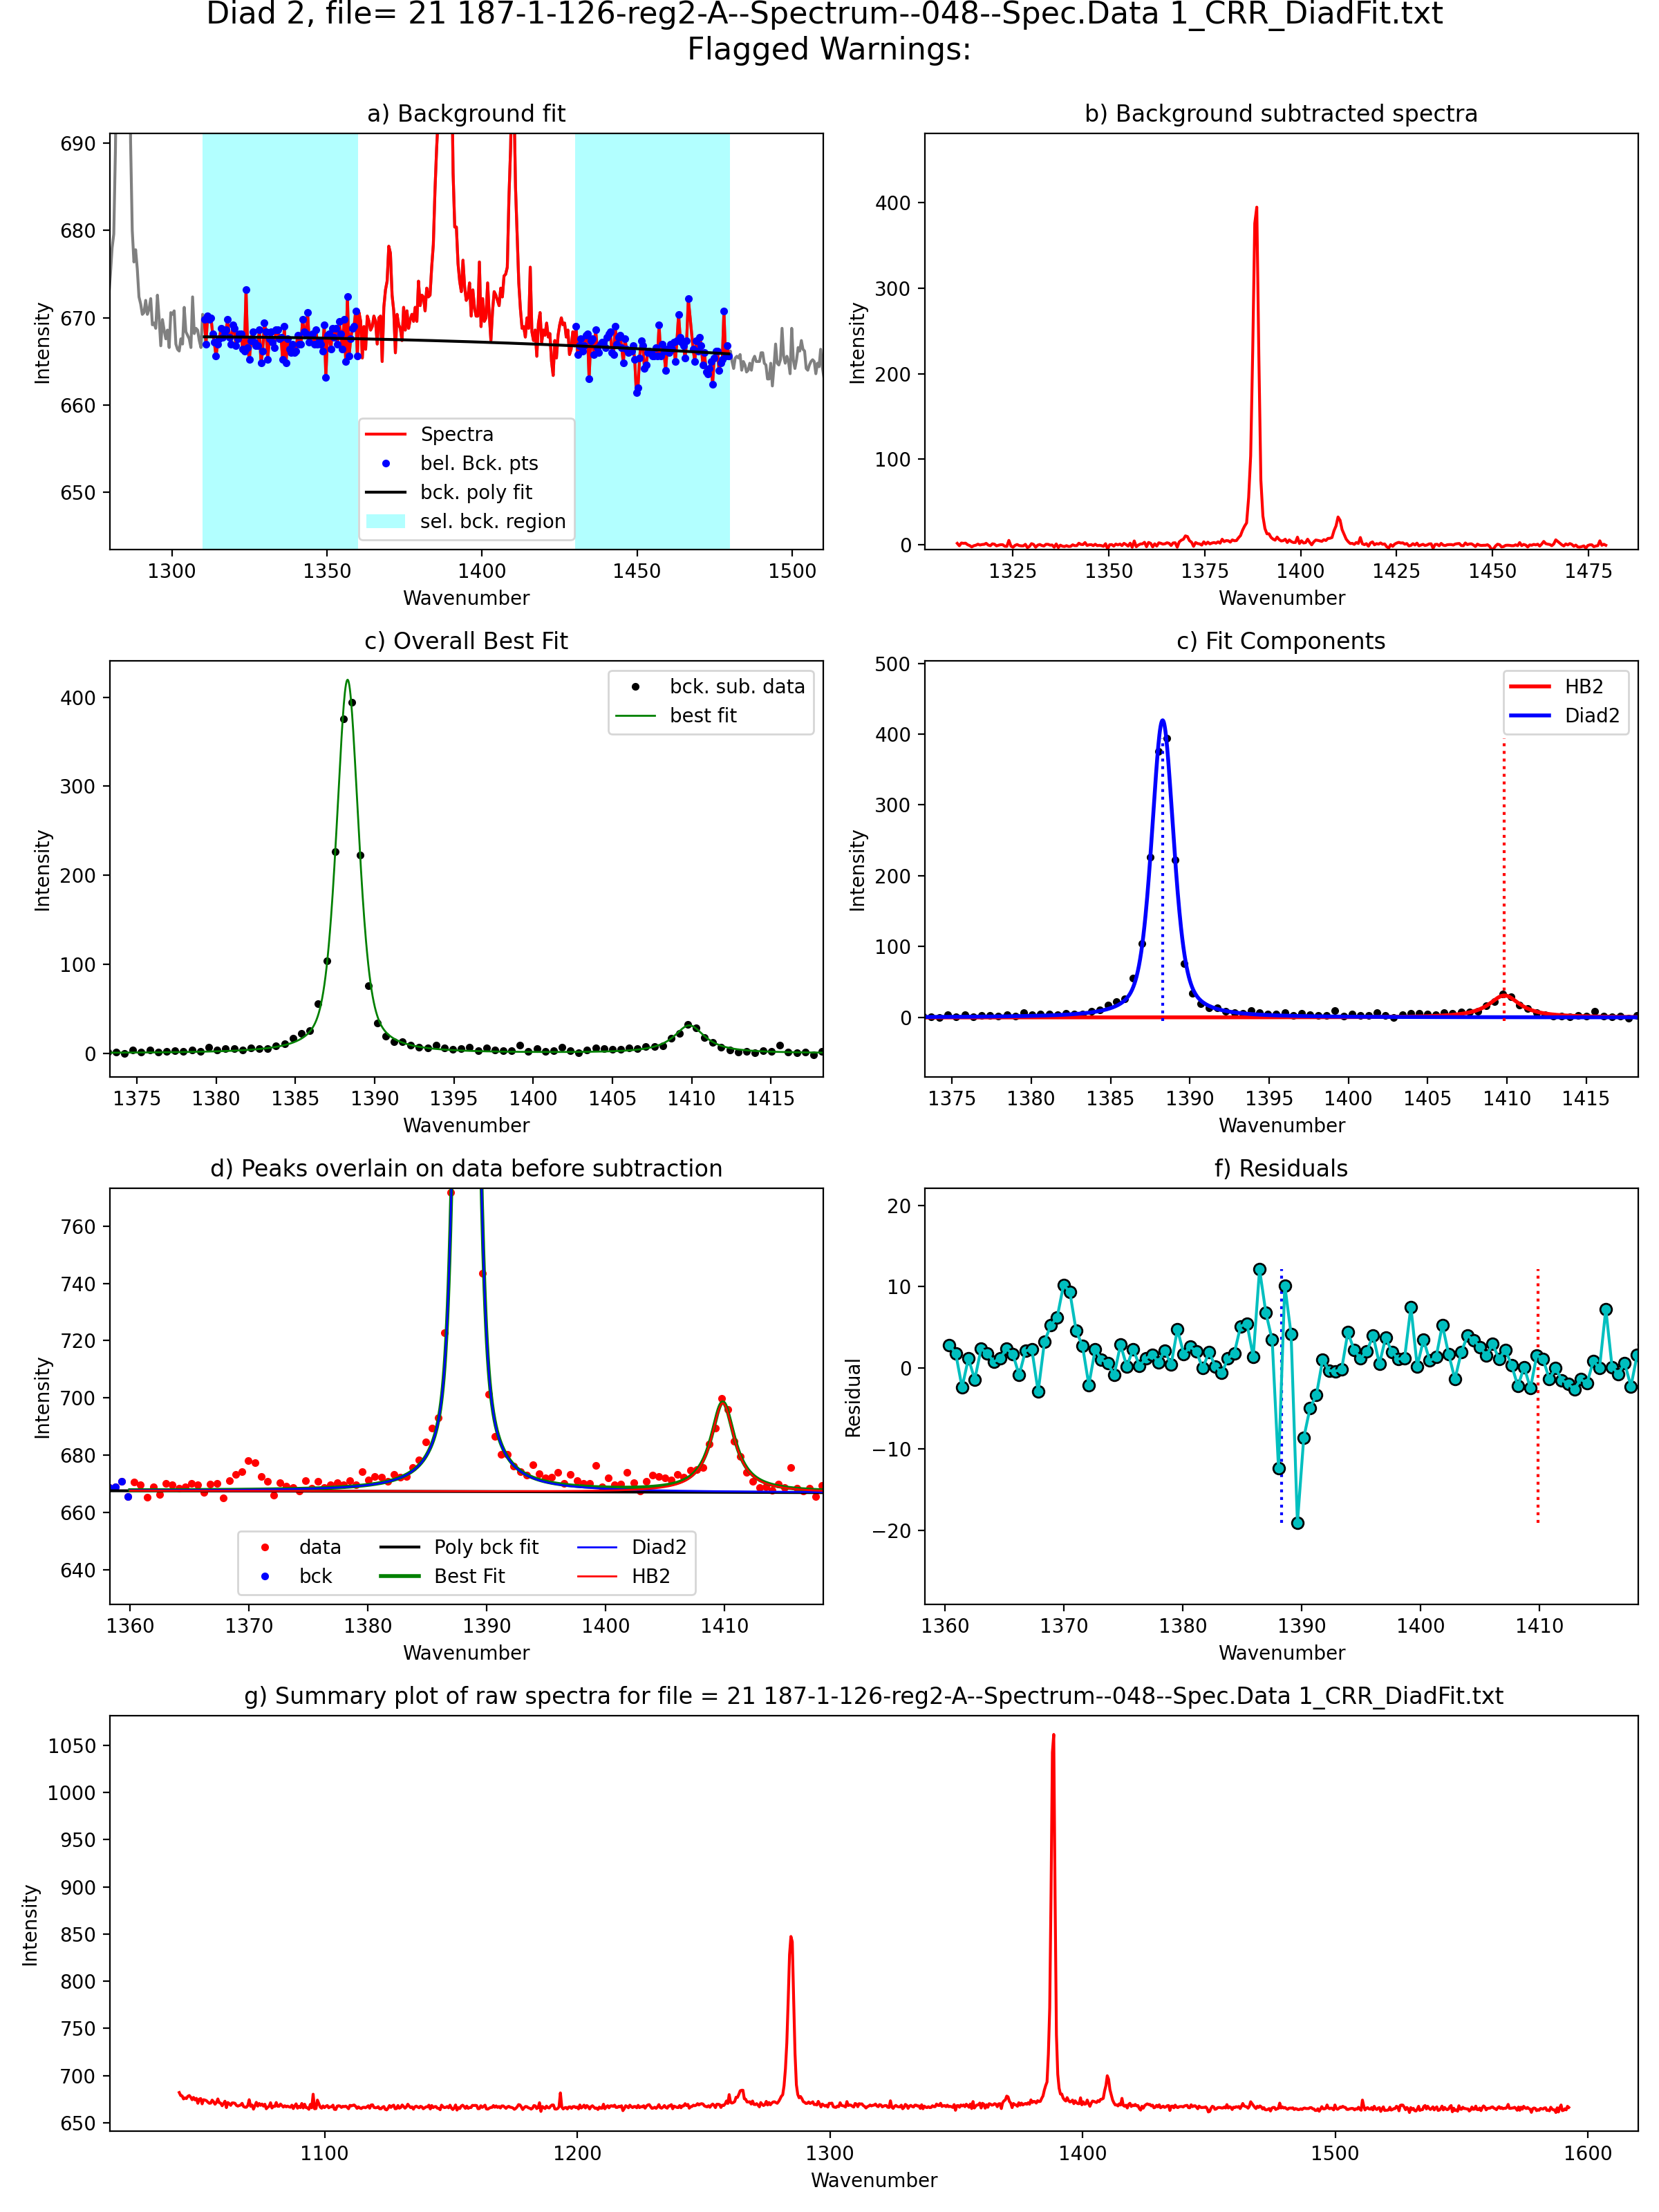 Diad 2, file= 21 187-1-126-reg2-A--Spectrum--048--Spec.Data 1_CRR_DiadFit.txt
Flagged Warnings:
a) Background fit
690
680
670
660
650
Intensity
Spectra
bel. Bck. pts
bck. poly fit
sel. bck. region
1300 1350 1400 1450 1500
Wavenumber
b) Background subtracted spectra
400
300
200
100
0
Intensity
1325 1350 1375 1400 1425 1450 1475
Wavenumber
c) Overall Best Fit
400
300
200
100
0
Intensity
bck. sub. data
best fit
1375 1380 1385 1390 1395 1400 1405 1410 1415
Wavenumber
c) Fit Components
500
400
300
200
100
0
Intensity
HB2
Diad2
1375 1380 1385 1390 1395 1400 1405 1410 1415
Wavenumber
d) Peaks overlain on data before subtraction
760
740
720
700
680
660
640
Intensity
data Poly bck fit Diad2
bck Best Fit HB2
1360 1370 1380 1390 1400 1410
Wavenumber
f) Residuals
20
10
0
−10
−20
Residual
1360 1370 1380 1390 1400 1410
Wavenumber
g) Summary plot of raw spectra for file = 21 187-1-126-reg2-A--Spectrum--048--Spec.Data 1_CRR_DiadFit.txt
1050
1000
950
900
850
800
750
700
650
Intensity
1100 1200 1300 1400 1500 1600
Wavenumber